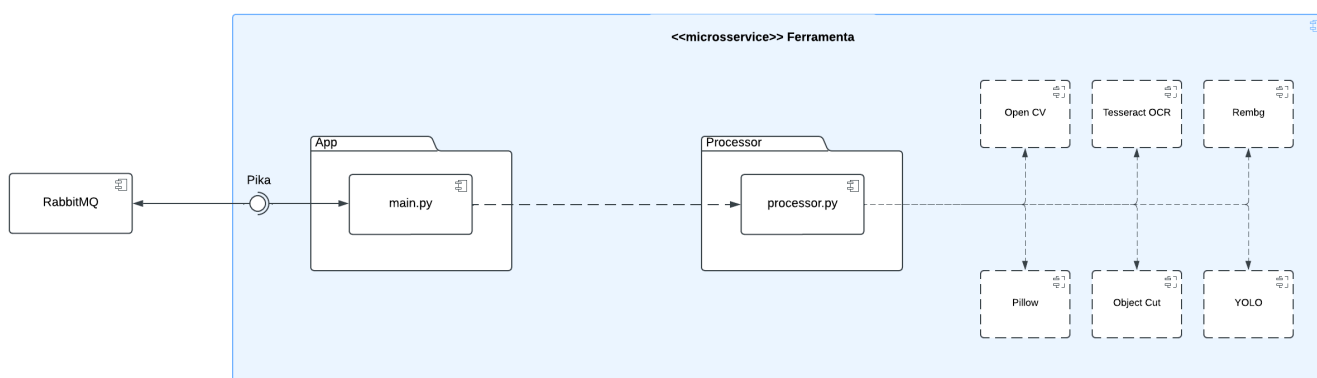 <<microsservice>> Ferramenta
Open CV
Tesseract OCR
Rembg
App
Processor
Pika
RabbitMQ
main.py
processor.py
Pillow
Object Cut
YOLO